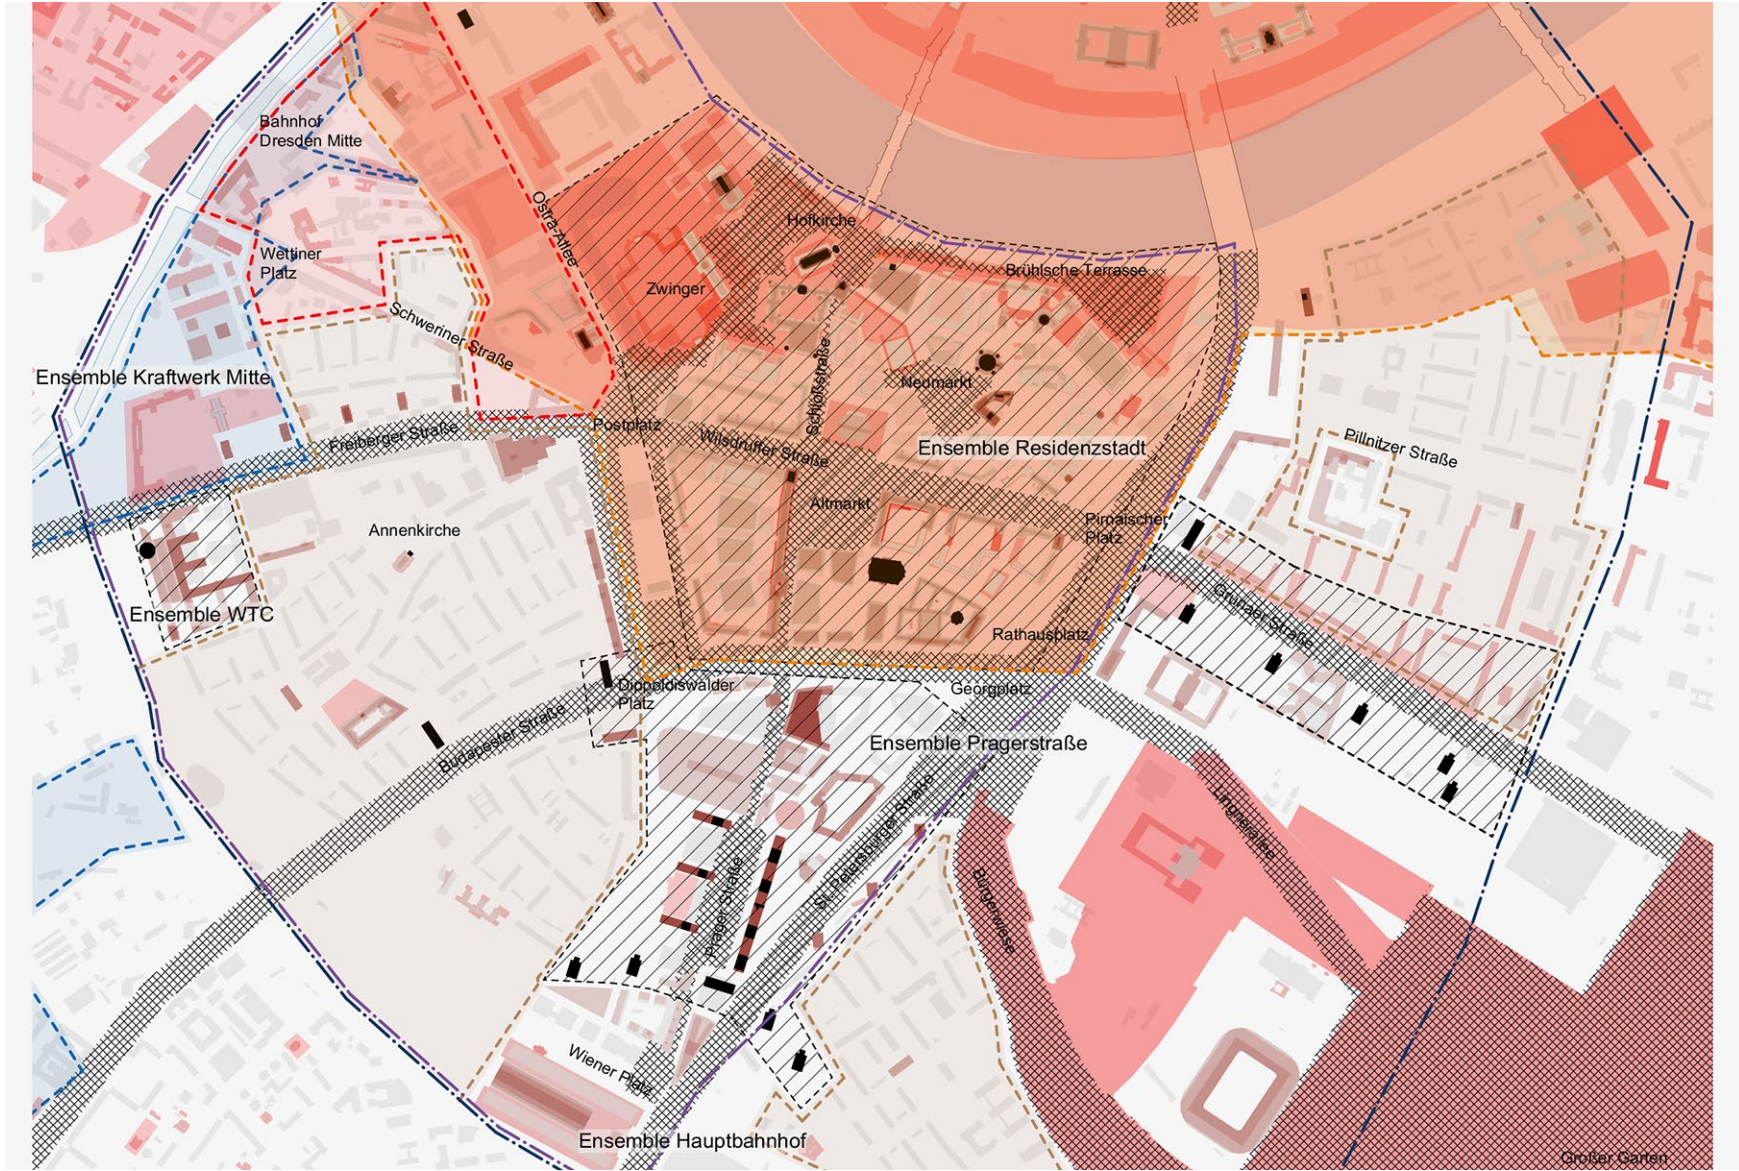 Bahnhof
Dresden Mitte
Ostra-Allee
Hofkirche
Wettiner
Platz
Zwinger
Brühlsche Terrasse
Schweriner Straße
Schloßstraße
Neumarkt
Ensemble Kraftwerk Mitte
Freiberger Straße
Postplatz
Wilsdruffer Straße
Ensemble Residenzstadt
Pillnitzer Straße
Altmarkt
Pirnaischer
Platz
Annenkirche
Ensemble WTC
Grunaer Straße
Rathausplatz
Dippoldiswalder
Platz
Georgplatz
Budapester Straße
Ensemble Pragerstraße
St. Petersburger Straße
Lingnerallee
Prager Straße
Bürgerwiese
Wiener Platz
Ensemble Hauptbahnhof
Großer Garten